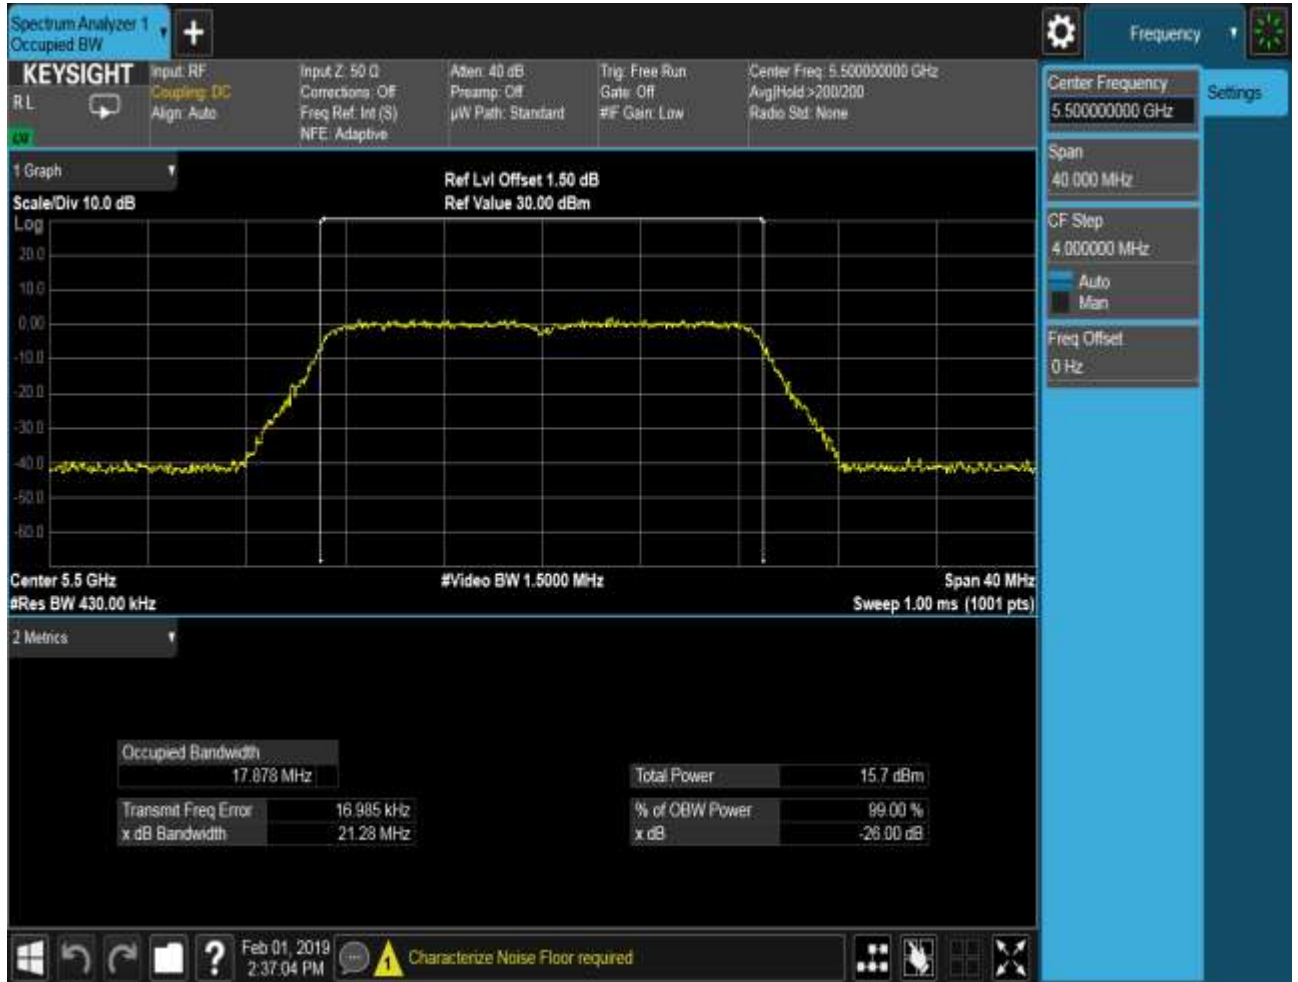 Spectrum Analyzer 1
Occupied BW
Frequency
KEYSIGHT
R L
Input: RF
Coupling: DC
Align: Auto
Input Z: 50 Ω
Corrections: Off
Freq Ref: Int (S)
NFE: Adaptive
Atten: 40 dB
Preamp: Off
µW Path: Standard
Trig: Free Run
Gate: Off
#IF Gain: Low
Center Freq: 5.500000000 GHz
Avg|Hold:>200/200
Radio Std: None
Center Frequency
5.500000000 GHz
Settings
Span
40.000 MHz
CF Step
4.000000 MHz
Auto
Man
Freq Offset
0 Hz
1 Graph
Scale/Div 10.0 dB
Ref Lvl Offset 1.50 dB
Ref Value 30.00 dBm
Log
20.0
10.0
0.00
-10.0
-20.0
-30.0
-40.0
-50.0
-60.0
Center 5.5 GHz
#Res BW 430.00 kHz
#Video BW 1.5000 MHz
Span 40 MHz
Sweep 1.00 ms (1001 pts)
2 Metrics
Occupied Bandwidth
17.878 MHz
Transmit Freq Error 16.985 kHz
x dB Bandwidth 21.28 MHz
Total Power 15.7 dBm
% of OBW Power 99.00 %
x dB -26.00 dB
?
Feb 01, 2019
2:37:04 PM
1
Characterize Noise Floor required